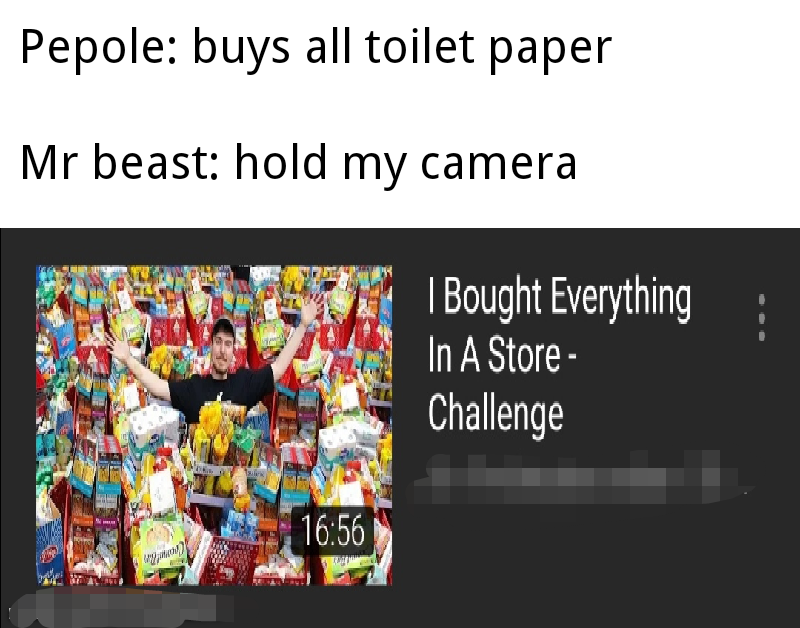 Pepole: buys all toilet paper
Mr beast: hold my camera
I Bought Everything
In A Store -
Challenge
16:56